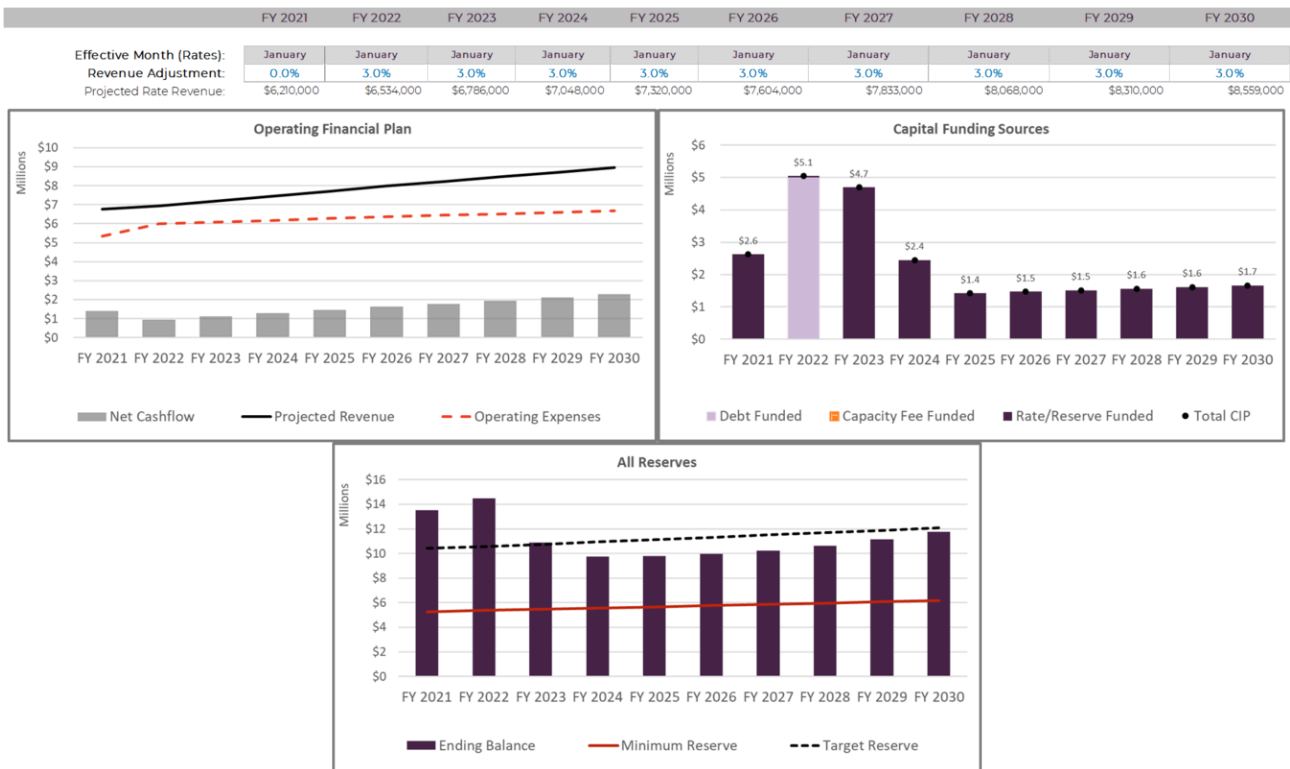 FY 2021 FY 2022 FY 2023 FY 2024 FY 2025 FY 2026 FY 2027 FY 2028 FY 2029 FY 2030
Effective Month (Rates): January January January January January January January January January January
Revenue Adjustment: 0.0% 3.0% 3.0% 3.0% 3.0% 3.0% 3.0% 3.0% 3.0% 3.0%
Projected Rate Revenue: $6,210,000 $6,534,000 $6,786,000 $7,048,000 $7,320,000 $7,604,000 $7,833,000 $8,068,000 $8,310,000 $8,559,000
Operating Financial Plan
Millions
$10
$9
$8
$7
$6
$5
$4
$3
$2
$1
$0
FY 2021 FY 2022 FY 2023 FY 2024 FY 2025 FY 2026 FY 2027 FY 2028 FY 2029 FY 2030
Net Cashflow Projected Revenue Operating Expenses
Capital Funding Sources
Millions
$6
$5
$4
$3
$2
$1
$0
$2.6 $5.1 $4.7 $2.4 $1.4 $1.5 $1.5 $1.6 $1.6 $1.7
FY 2021 FY 2022 FY 2023 FY 2024 FY 2025 FY 2026 FY 2027 FY 2028 FY 2029 FY 2030
Debt Funded Capacity Fee Funded Rate/Reserve Funded Total CIP
All Reserves
Millions
$16
$14
$12
$10
$8
$6
$4
$2
$0
FY 2021 FY 2022 FY 2023 FY 2024 FY 2025 FY 2026 FY 2027 FY 2028 FY 2029 FY 2030
Ending Balance Minimum Reserve Target Reserve